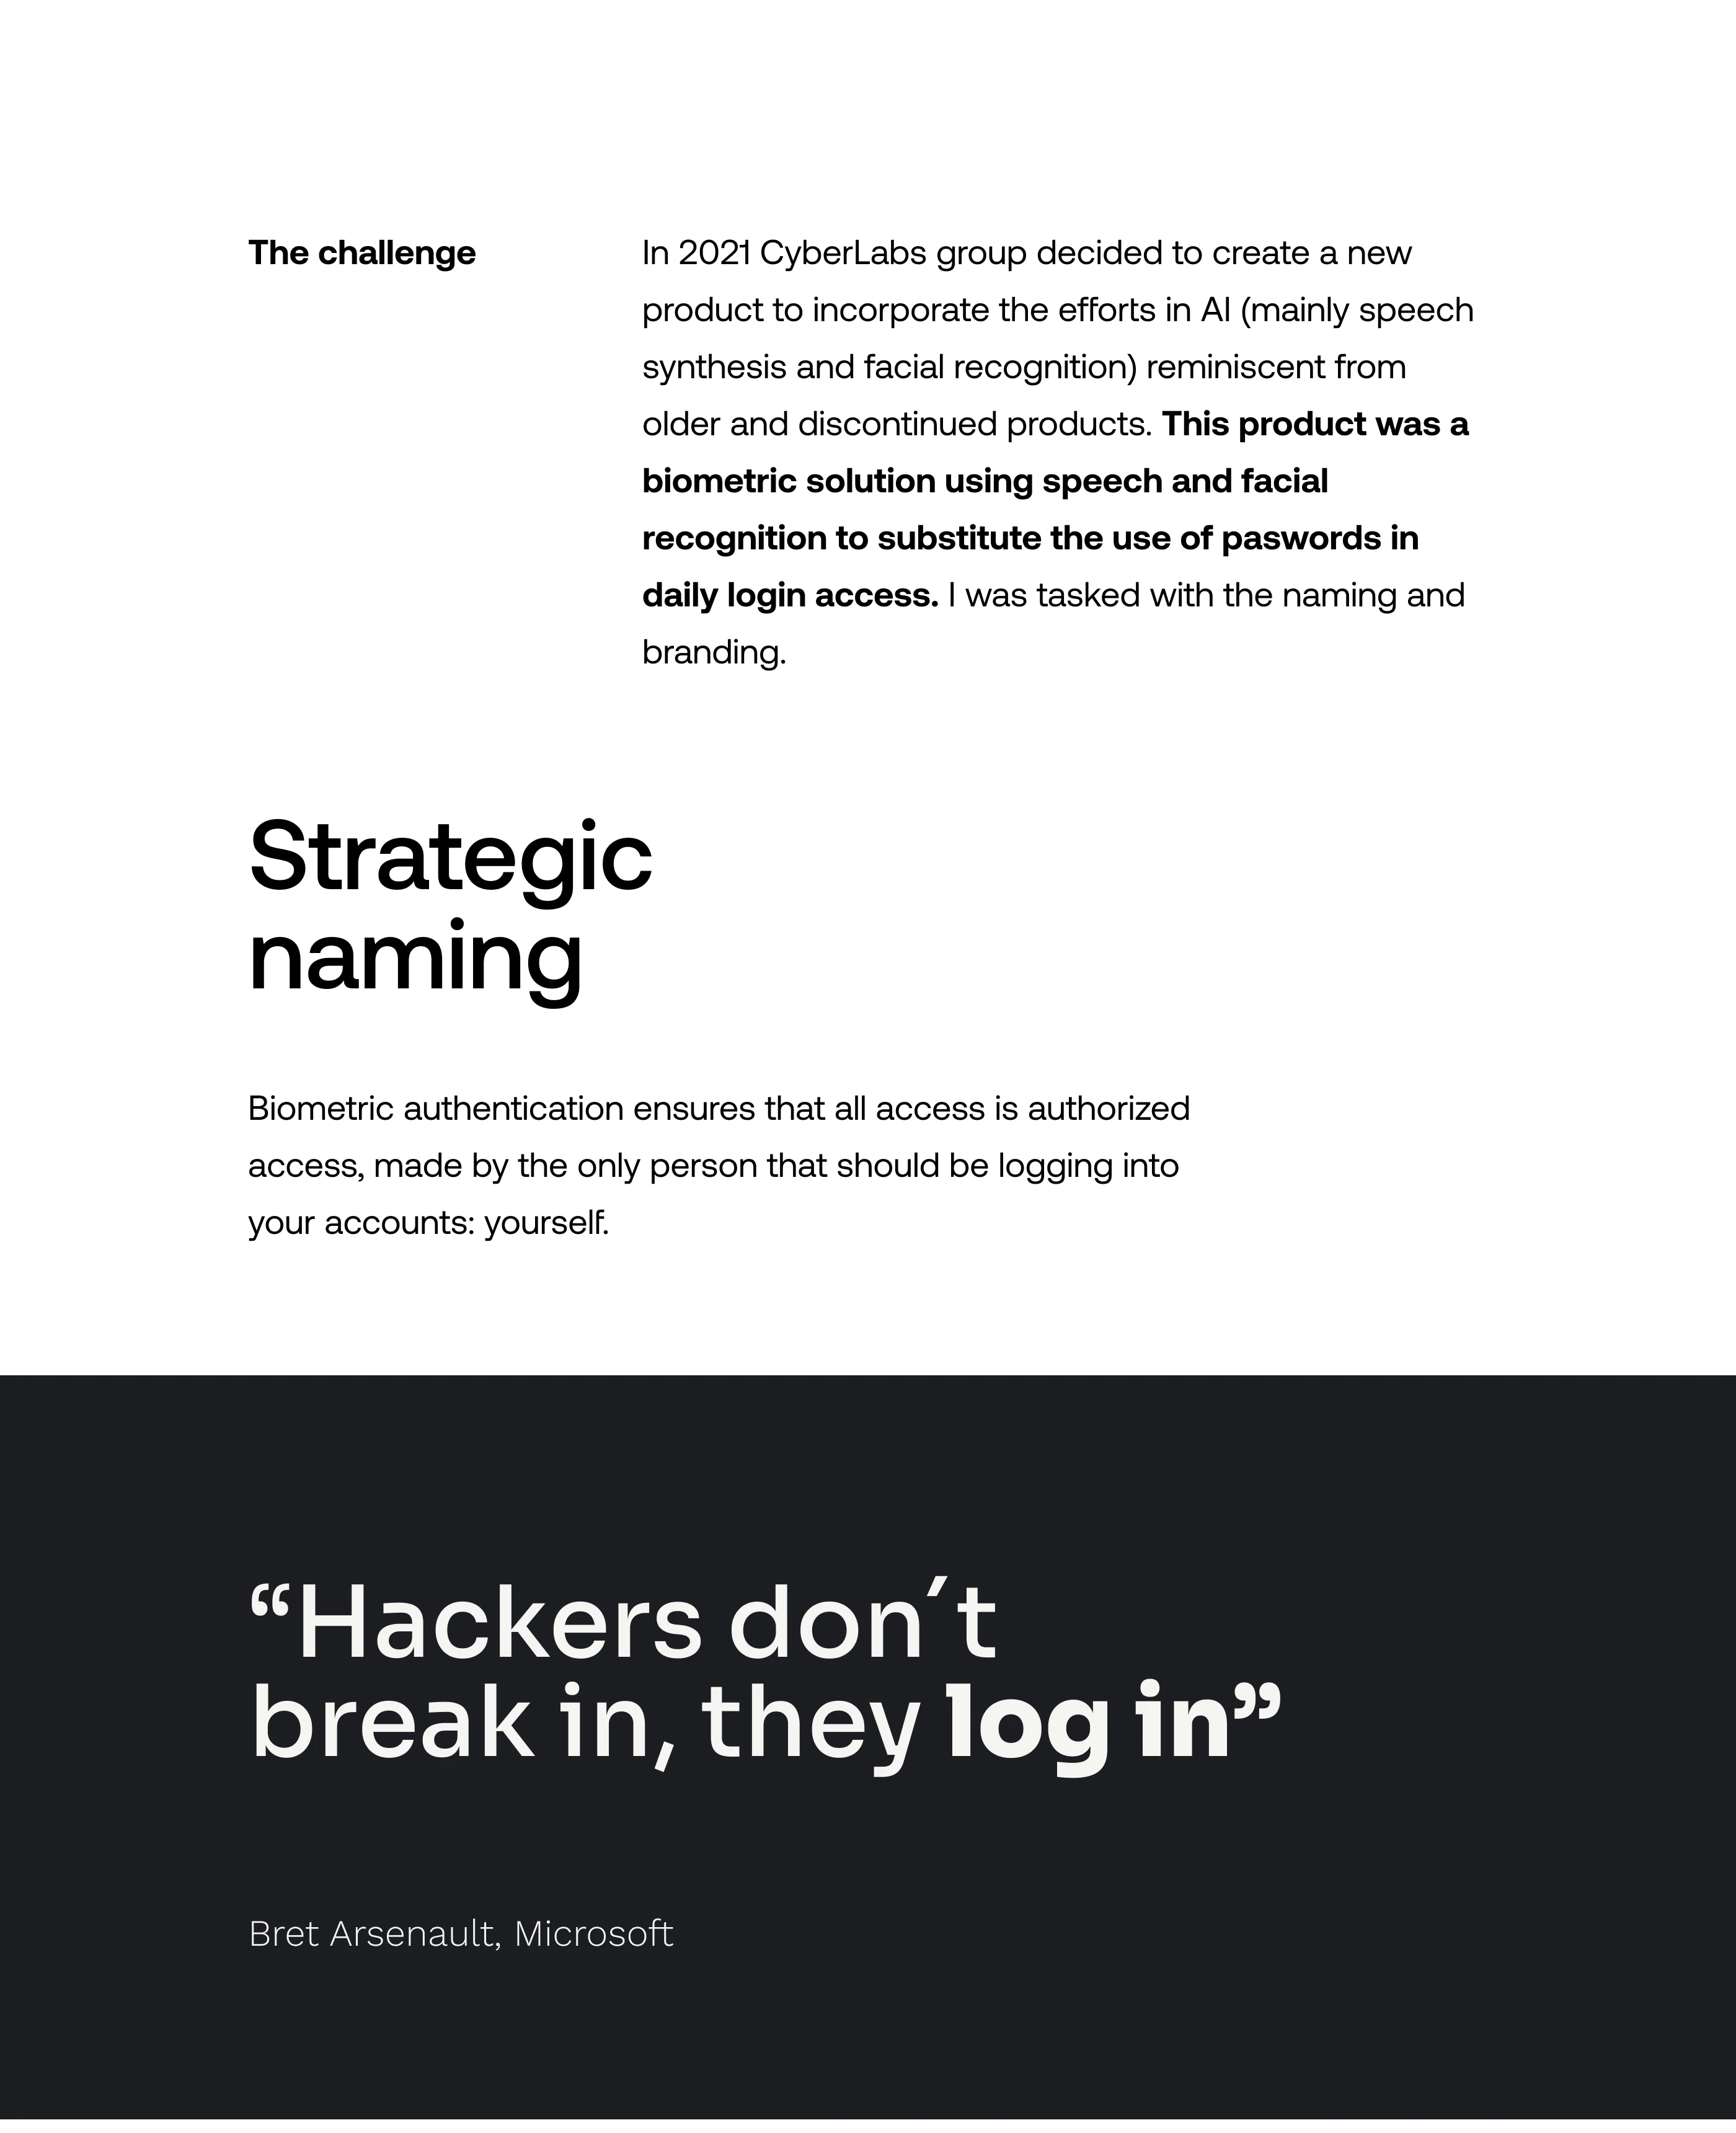 The challenge
In 2021 CyberLabs group decided to create a new
product to incorporate the efforts in AI (mainly speech
synthesis and facial recognition) reminiscent from
older and discontinued products. This product was a
biometric solution using speech and facial
recognition to substitute the use of paswords in
daily login access. I was tasked with the naming and
branding.
Strategic
naming
Biometric authentication ensures that all access is authorized
access, made by the only person that should be logging into
your accounts: yourself.
“Hackers don´t
break in, they log in”
Bret Arsenault, Microsoft